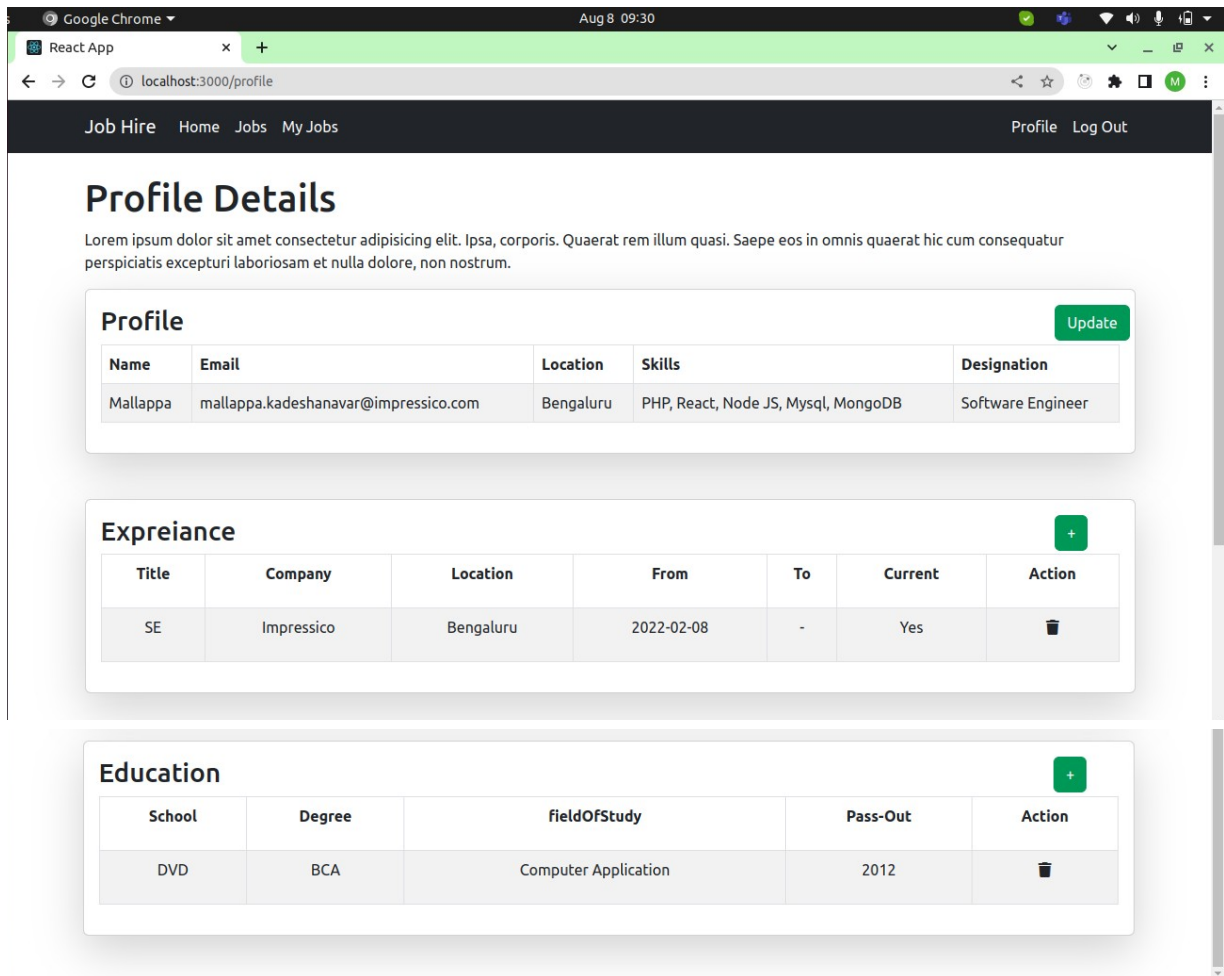 s Google Chrome Aug 8 09:30
React App
localhost:3000/profile M
Job Hire Home Jobs My Jobs Profile Log Out
Profile Details
Lorem ipsum dolor sit amet consectetur adipisicing elit. Ipsa, corporis. Quaerat rem illum quasi. Saepe eos in omnis quaerat hic cum consequatur
perspiciatis excepturi laboriosam et nulla dolore, non nostrum.
Profile Update
Name Email Location Skills Designation
Mallappa mallappa.kadeshanavar@impressico.com Bengaluru PHP, React, Node JS, Mysql, MongoDB Software Engineer
Expreiance +
Title Company Location From To Current Action
SE Impressico Bengaluru 2022-02-08 - Yes
Education +
School Degree fieldOfStudy Pass-Out Action
DVD BCA Computer Application 2012